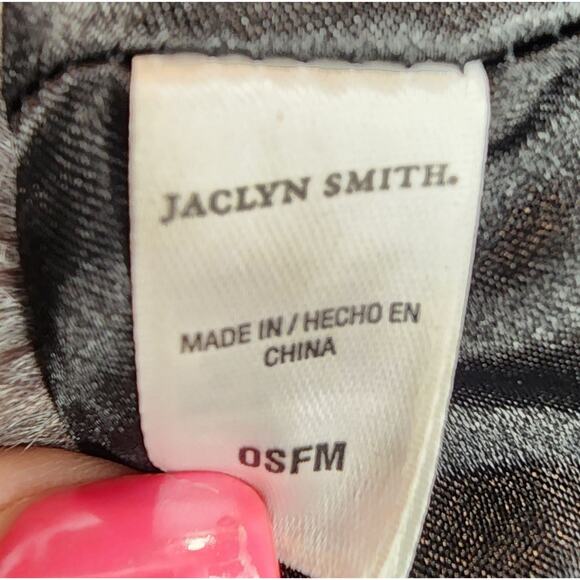 JACLYN SMITH.
MADE IN / HECHO EN
CHINA
OSFM